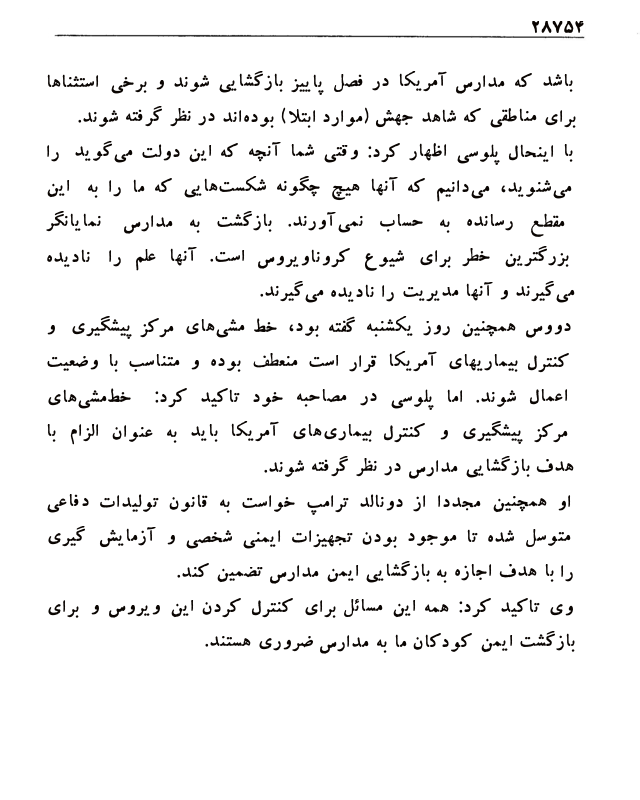 ۲۸۷۵۴
باشد که مدارس آمریکا در فصل پاییز بازگشایی شوند و برخی استثناها
برای مناطقی که شاهد جهش (موارد ابتلا) بوده‌اند در نظر گرفته شوند.
با اینحال پلوسی اظهار کرد: وقتی شما آنچه که این دولت می‌گوید را
می‌شنوید، می‌دانیم که آنها هیچ چگونه شکست‌هایی که ما را به این
مقطع رسانده به حساب نمی‌آورند. بازگشت به مدارس نمایانگر
بزرگترین خطر برای شیوع کروناویروس است. آنها علم را نادیده
می‌گیرند و آنها مدیریت را نادیده می‌گیرند.
دووس همچنین روز یکشنبه گفته بود، خط مشی‌های مرکز پیشگیری و
کنترل بیماریهای آمریکا قرار است منعطف بوده و متناسب با وضعیت
اعمال شوند. اما پلوسی در مصاحبه خود تاکید کرد: خط‌مشی‌های
مرکز پیشگیری و کنترل بیماری‌های آمریکا باید به عنوان الزام با
هدف بازگشایی مدارس در نظر گرفته شوند.
او همچنین مجددا از دونالد ترامپ خواست به قانون تولیدات دفاعی
متوسل شده تا موجود بودن تجهیزات ایمنی شخصی و آزمایش گیری
را با هدف اجازه به بازگشایی ایمن مدارس تضمین کند.
وی تاکید کرد: همه این مسائل برای کنترل کردن این ویروس و برای
بازگشت ایمن کودکان ما به مدارس ضروری هستند.